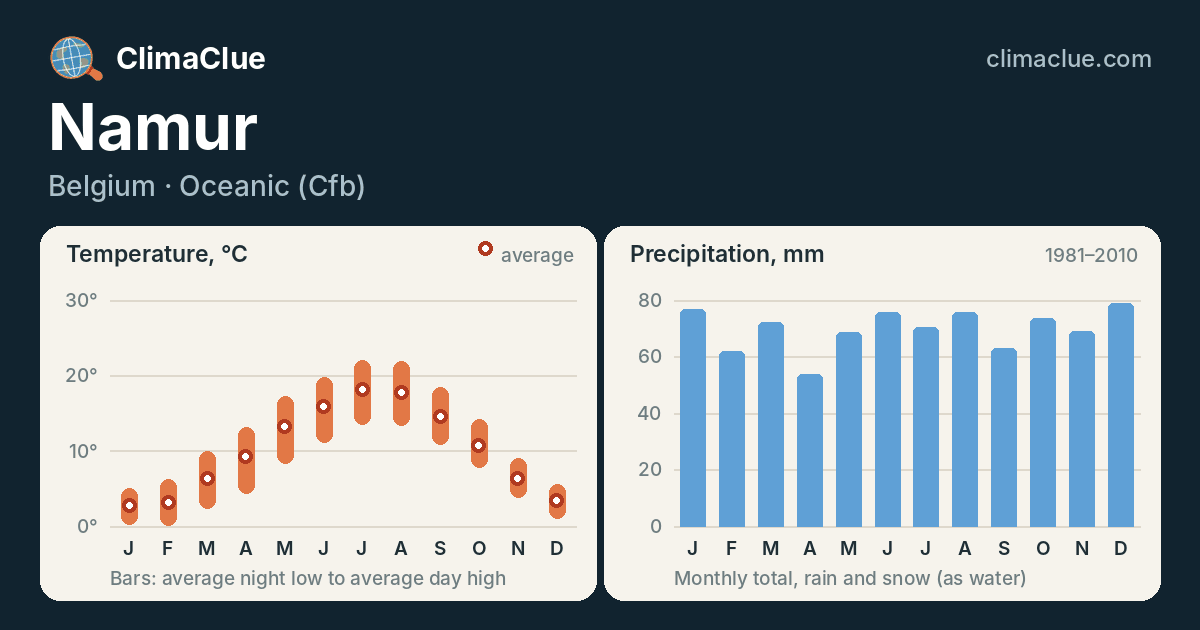 ClimaClue
climaclue.com
Namur
Belgium · Oceanic (Cfb)
Temperature, °C
average
30°
20°
10°
0°
J F M A M J J A S O N D
Bars: average night low to average day high
Precipitation, mm
1981–2010
80
60
40
20
0
J F M A M J J A S O N D
Monthly total, rain and snow (as water)